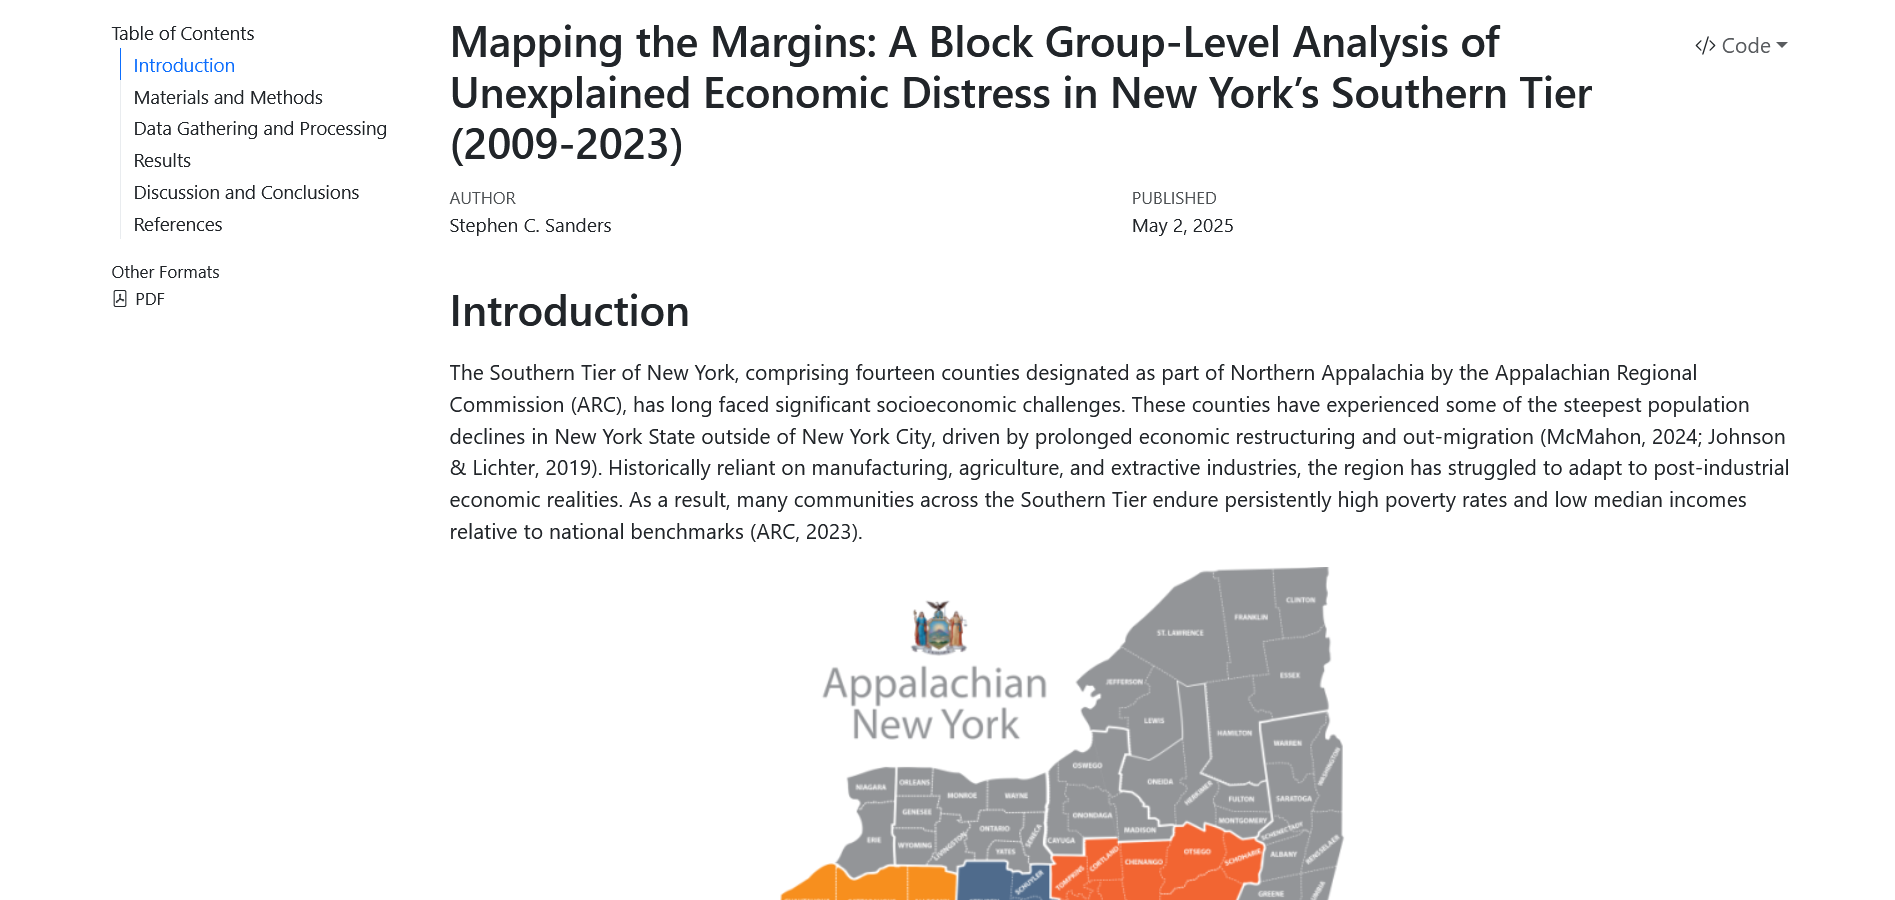 Table of Contents
Introduction
Materials and Methods
Data Gathering and Processing
Results
Discussion and Conclusions
References
Other Formats
PDF
Mapping the Margins: A Block Group-Level Analysis of
Unexplained Economic Distress in New York’s Southern Tier
(2009-2023)
</> Code
AUTHOR
Stephen C. Sanders
PUBLISHED
May 2, 2025
Introduction
The Southern Tier of New York, comprising fourteen counties designated as part of Northern Appalachia by the Appalachian Regional
Commission (ARC), has long faced significant socioeconomic challenges. These counties have experienced some of the steepest population
declines in New York State outside of New York City, driven by prolonged economic restructuring and out-migration (McMahon, 2024; Johnson
& Lichter, 2019). Historically reliant on manufacturing, agriculture, and extractive industries, the region has struggled to adapt to post-industrial
economic realities. As a result, many communities across the Southern Tier endure persistently high poverty rates and low median incomes
relative to national benchmarks (ARC, 2023).
Appalachian
New York
CLINTON
FRANKLIN
ST. LAWRENCE
ESSEX
JEFFERSON
LEWIS
HAMILTON
WARREN
WASHINGTON
OSWEGO
ONEIDA
HERKIMER
NIAGARA
ORLEANS
MONROE
WAYNE
FULTON
SARATOGA
GENESEE
ONONDAGA
MONTGOMERY
ONTARIO
SENECA
MADISON
SCHENECTADY
ERIE
WYOMING
LIVINGSTON
YATES
CAYUGA
CORTLAND
CHENANGO
OTSEGO
SCHOHARIE
ALBANY
RENSSELAER
SCHUYLER
TOMPKINS
GREENE